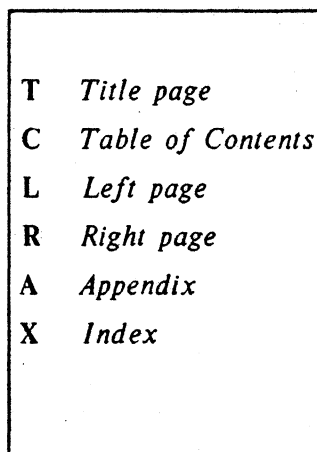 T Title page
C Table of Contents
L Left page
R Right page
A Appendix
X Index